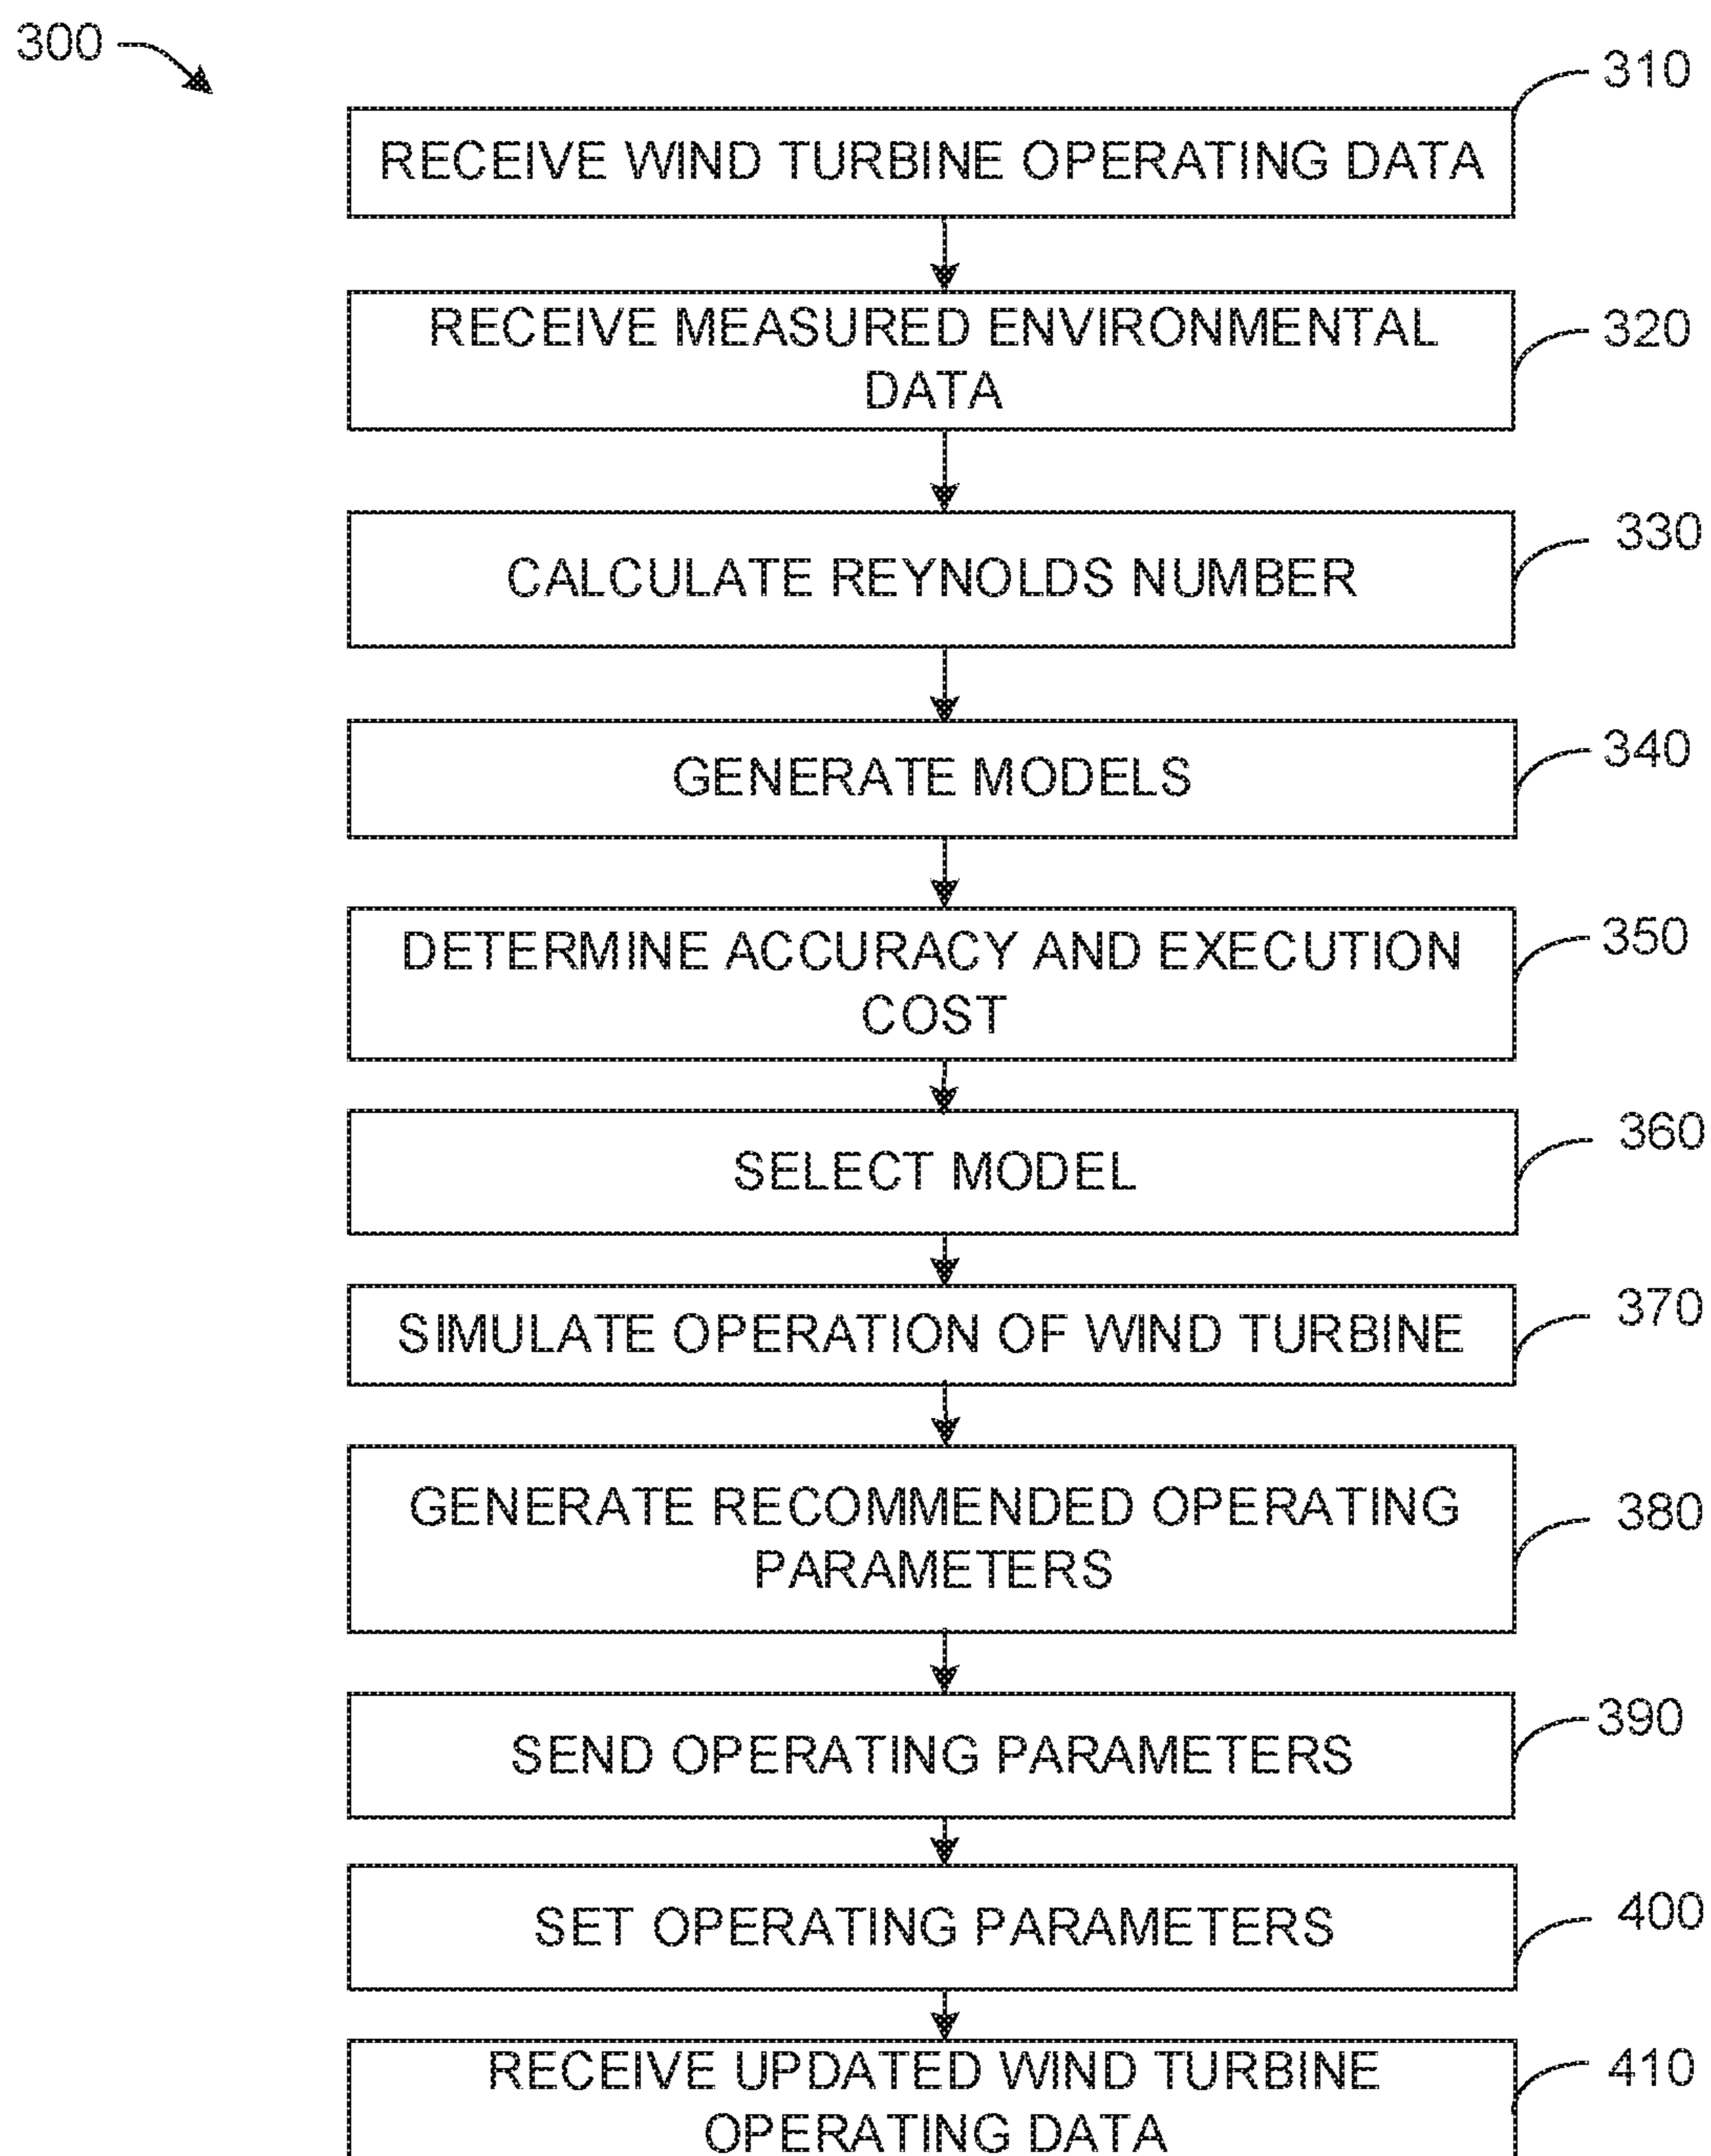 300
310
RECEIVE WIND TURBINE OPERATING DATA
320
RECEIVE MEASURED ENVIRONMENTAL
DATA
330
CALCULATE REYNOLDS NUMBER
340
GENERATE MODELS
350
DETERMINE ACCURACY AND EXECUTION
COST
360
SELECT MODEL
370
SIMULATE OPERATION OF WIND TURBINE
380
GENERATE RECOMMENDED OPERATING
PARAMETERS
390
SEND OPERATING PARAMETERS
400
SET OPERATING PARAMETERS
410
RECEIVE UPDATED WIND TURBINE
OPERATING DATA